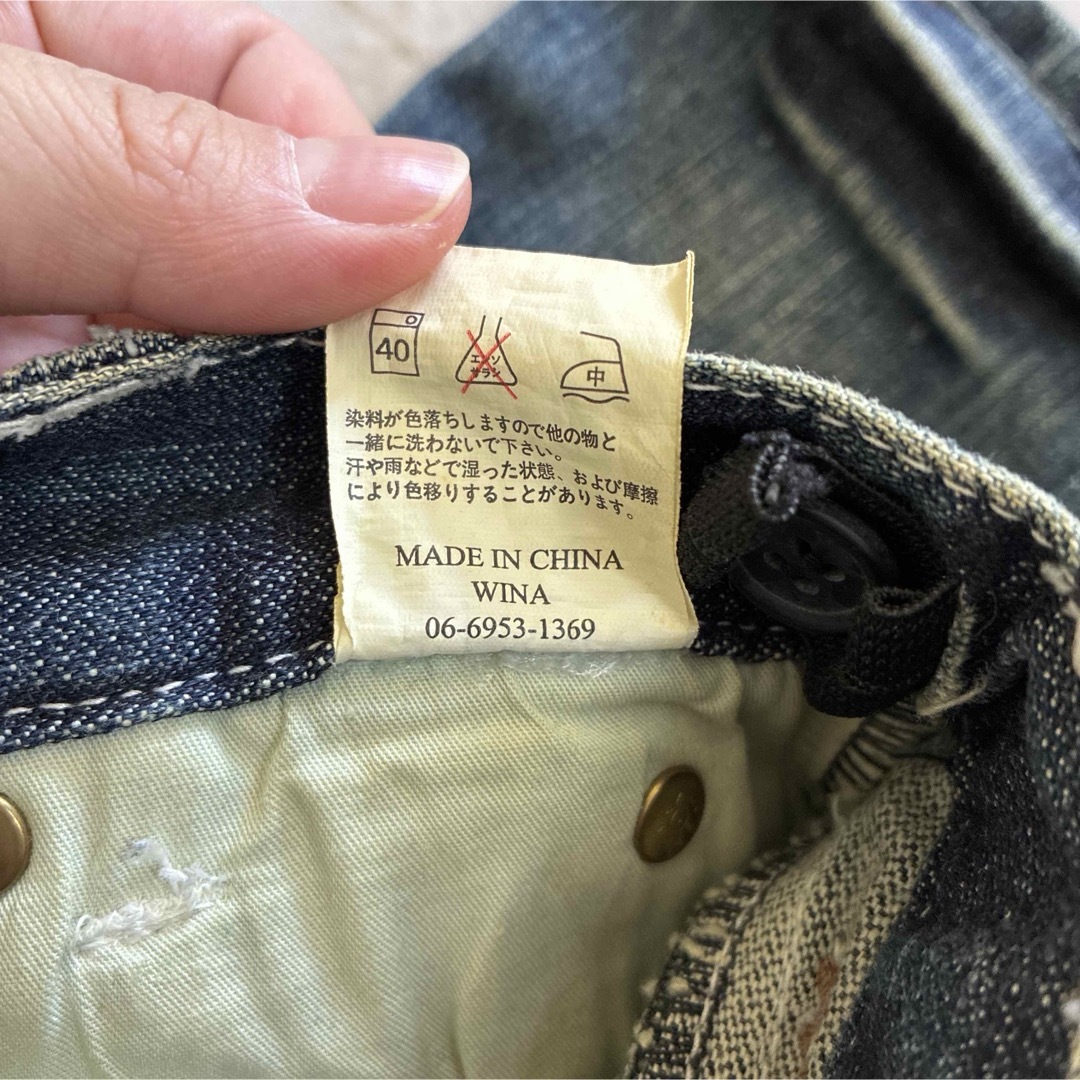 40
エンソ
サラシ
中
染料が色落ちしますので他の物と
一緒に洗わないで下さい。
汗や雨などで湿った状態、および摩擦
により色移りすることがあります。
MADE IN CHINA
WINA
06-6953-1369